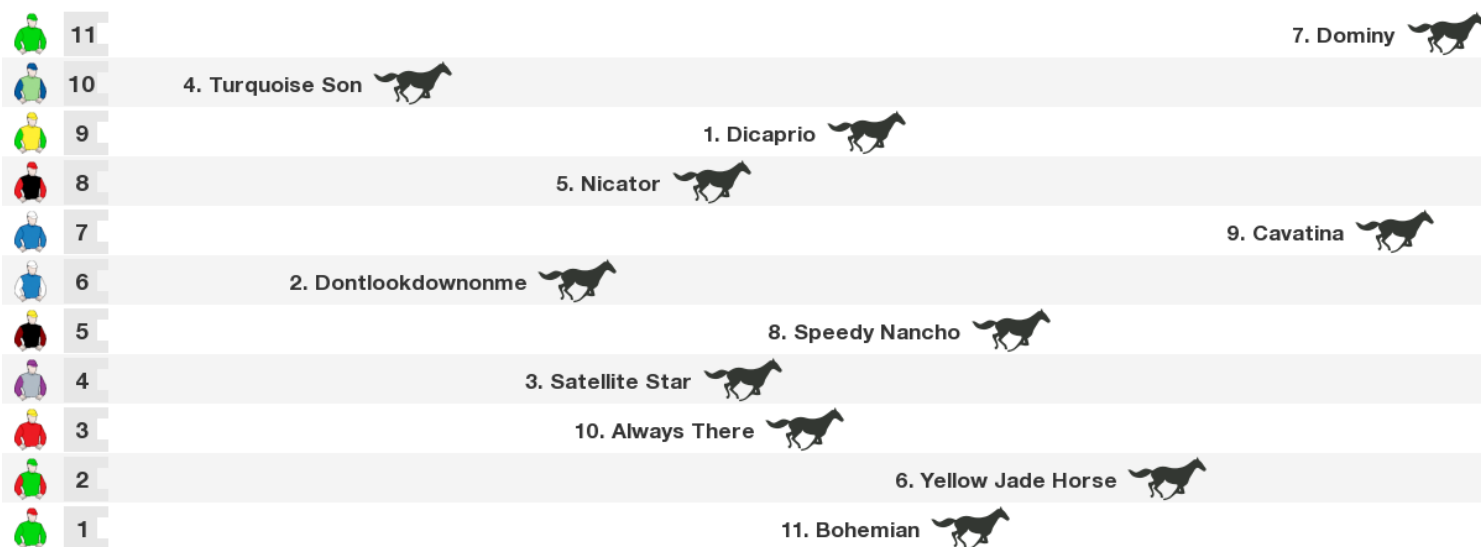 11 7. Dominy
10 4. Turquoise Son
9 1. Dicaprio
8 5. Nicator
7 9. Cavatina
6 2. Dontlookdownonme
5 8. Speedy Nancho
4 3. Satellite Star
3 10. Always There
2 6. Yellow Jade Horse
1 11. Bohemian